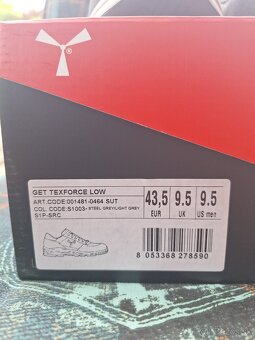 GET TEXFORCE LOW
ART.CODE:001481-0464 SUT
COL. CODE:S1003- STEEL GREY/LIGHT GREY
S1P-SRC
43,5 9.5 9.5
EUR UK US men
8 053368 278590